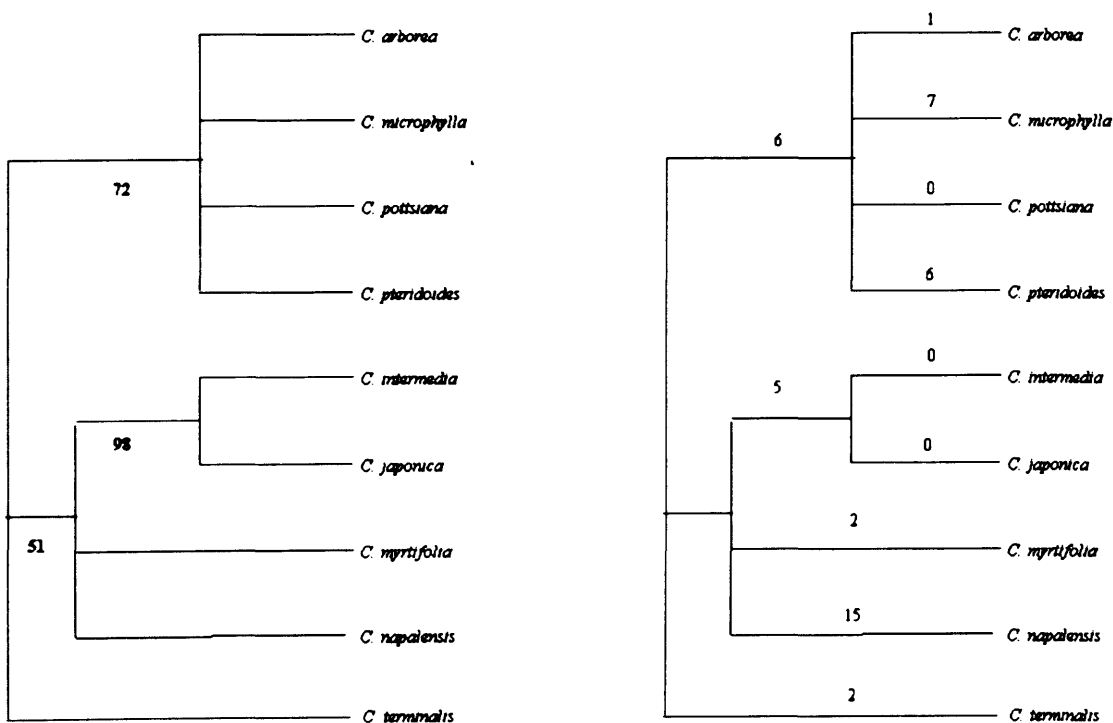 C. arborea
C. microphylla
72
C. pottsiana
C. pteridoides
C. intermedia
98
C. japonica
51
C. myrtifolia
C. napalensis
C. terminalis
1
C. arborea
7
C. microphylla
6
0
C. pottsiana
6
C. pteridoides
0
C. intermedia
5
0
C. japonica
2
C. myrtifolia
15
C. napalensis
2
C. terminalis